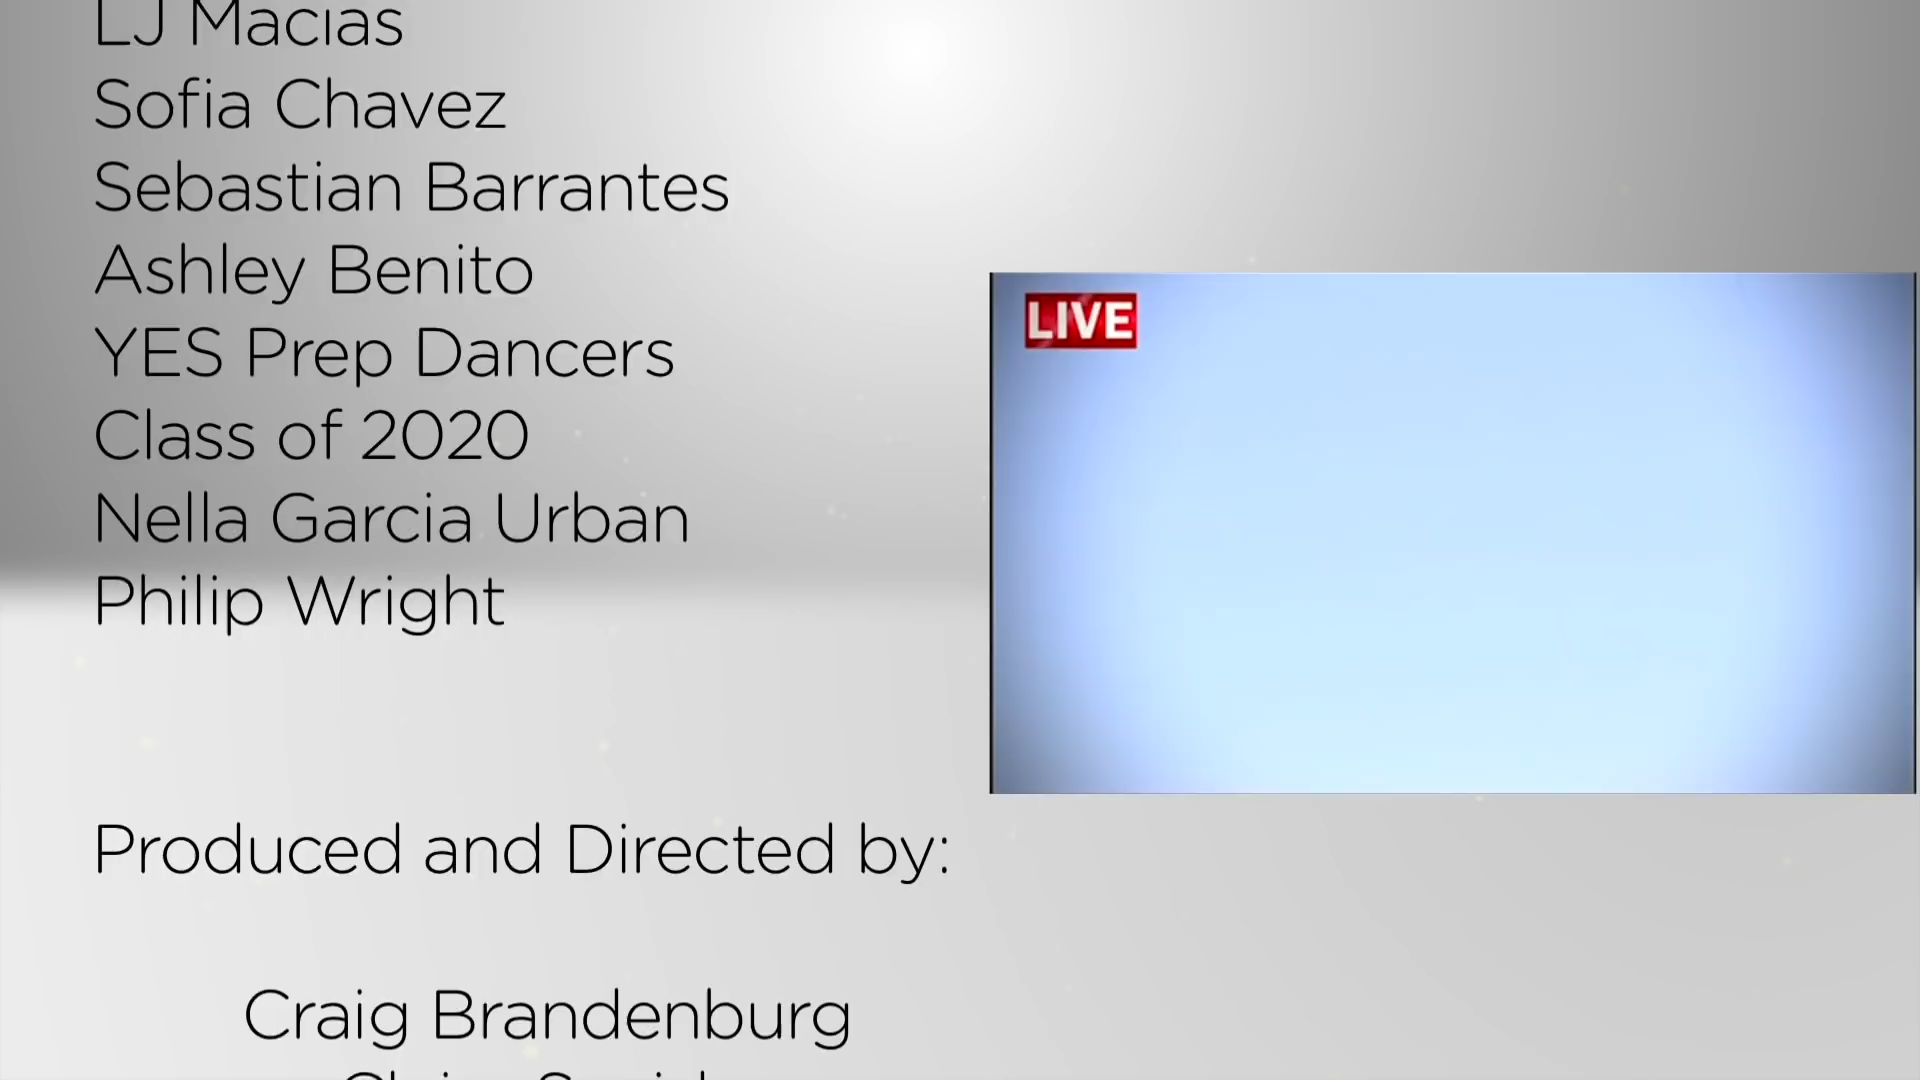 LJ Macias
Sofia Chavez
Sebastian Barrantes
Ashley Benito
YES Prep Dancers
Class of 2020
Nella Garcia Urban
Philip Wright
LIVE
Produced and Directed by:
Craig Brandenburg